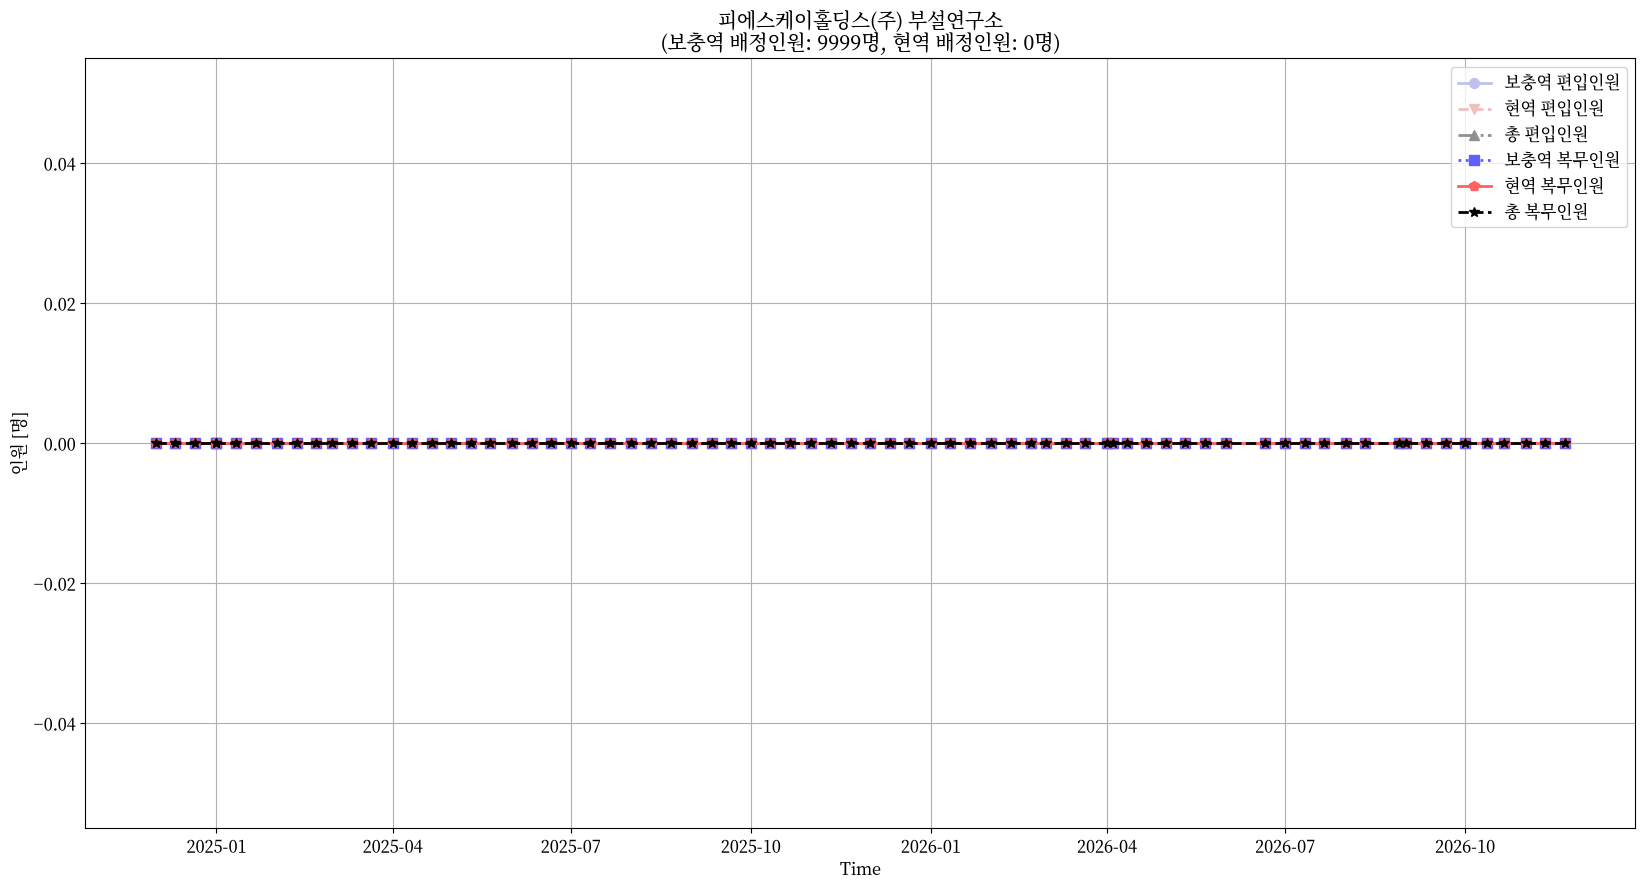 피에스케이홀딩스(주) 부설연구소
(보충역 배정인원: 9999명, 현역 배정인원: 0명)
보충역 편입인원
현역 편입인원
총 편입인원
보충역 복무인원
현역 복무인원
총 복무인원
인원 [명]
0.04
0.02
0.00
−0.02
−0.04
2025-01 2025-04 2025-07 2025-10 2026-01 2026-04 2026-07 2026-10
Time